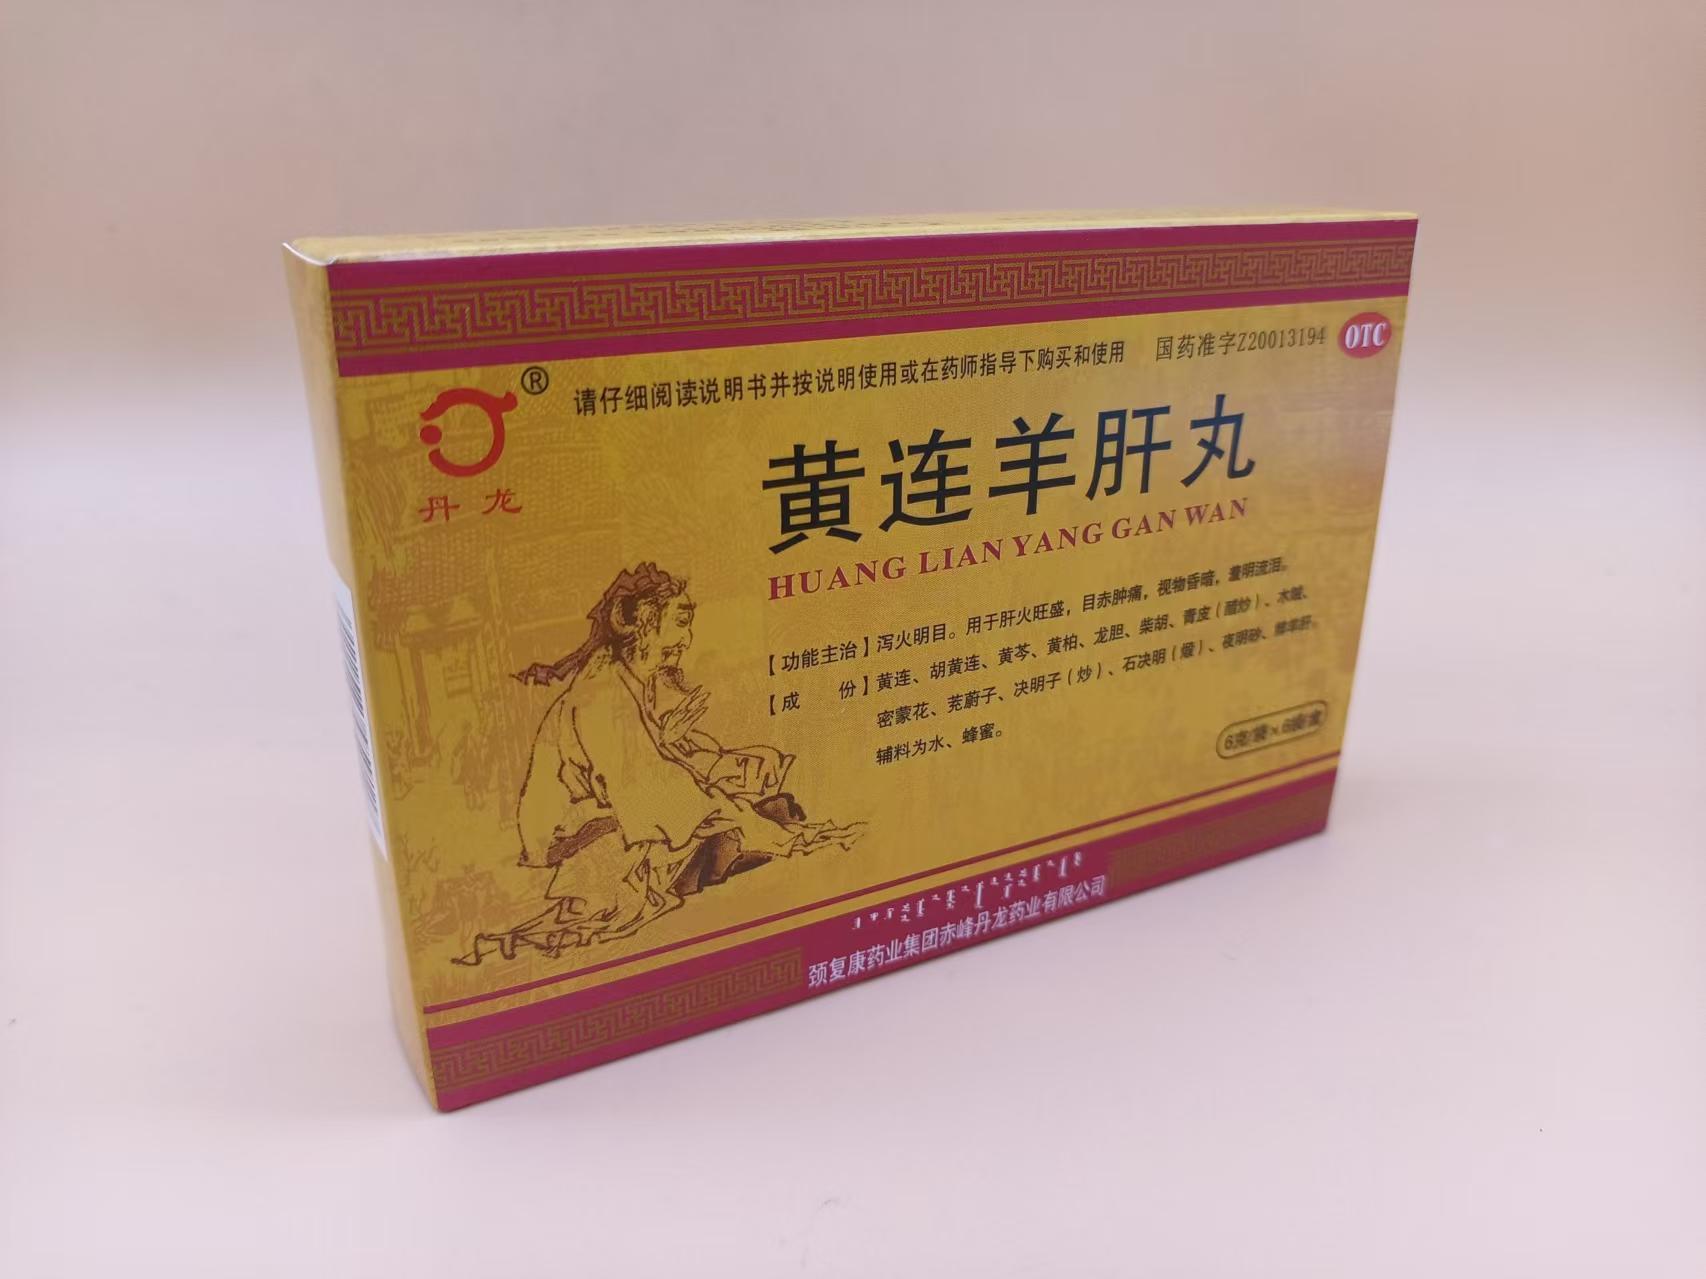 请仔细阅读说明书并按说明使用或在药师指导下购买和使用
国药准字Z20013194
OTC
®
丹龙
黄连羊肝丸
HUANG LIAN YANG GAN WAN
【功能主治】泻火明目。用于肝火旺盛，目赤肿痛，视物昏暗，羞明流泪。
【成 份】黄连、胡黄连、黄芩、黄柏、龙胆、柴胡、青皮（醋炒）、木贼、
密蒙花、茺蔚子、决明子（炒）、石决明（煅）、夜明砂、鲜羊肝。
辅料为水、蜂蜜。
6克/袋×6袋/盒
颈复康药业集团赤峰丹龙药业有限公司